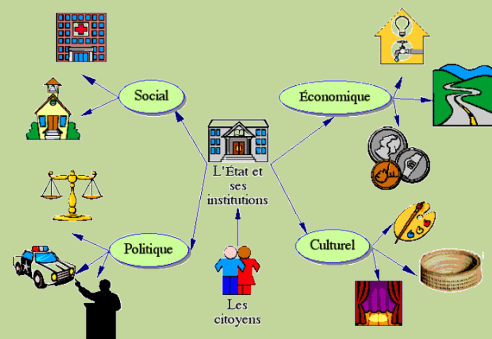 Social
Économique
L'État et
ses
institutions
Politique
Culturel
Les
citoyens